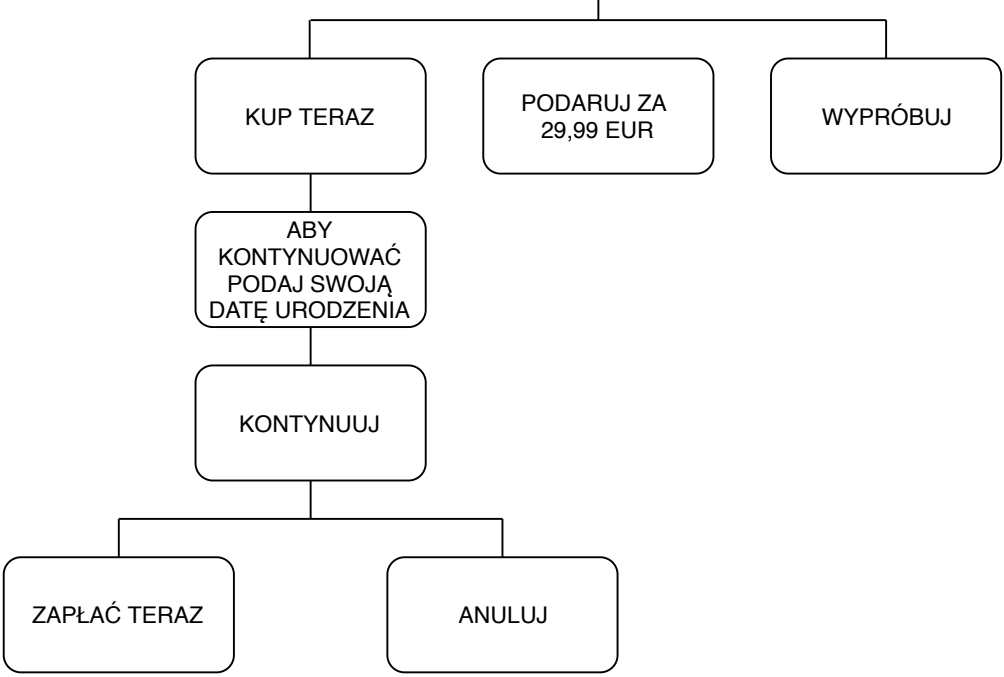 KUP TERAZ
PODARUJ ZA
29,99 EUR
WYPRÓBUJ
ABY
KONTYNUOWAĆ
PODAJ SWOJĄ
DATĘ URODZENIA
KONTYNUUJ
ZAPŁAĆ TERAZ
ANULUJ